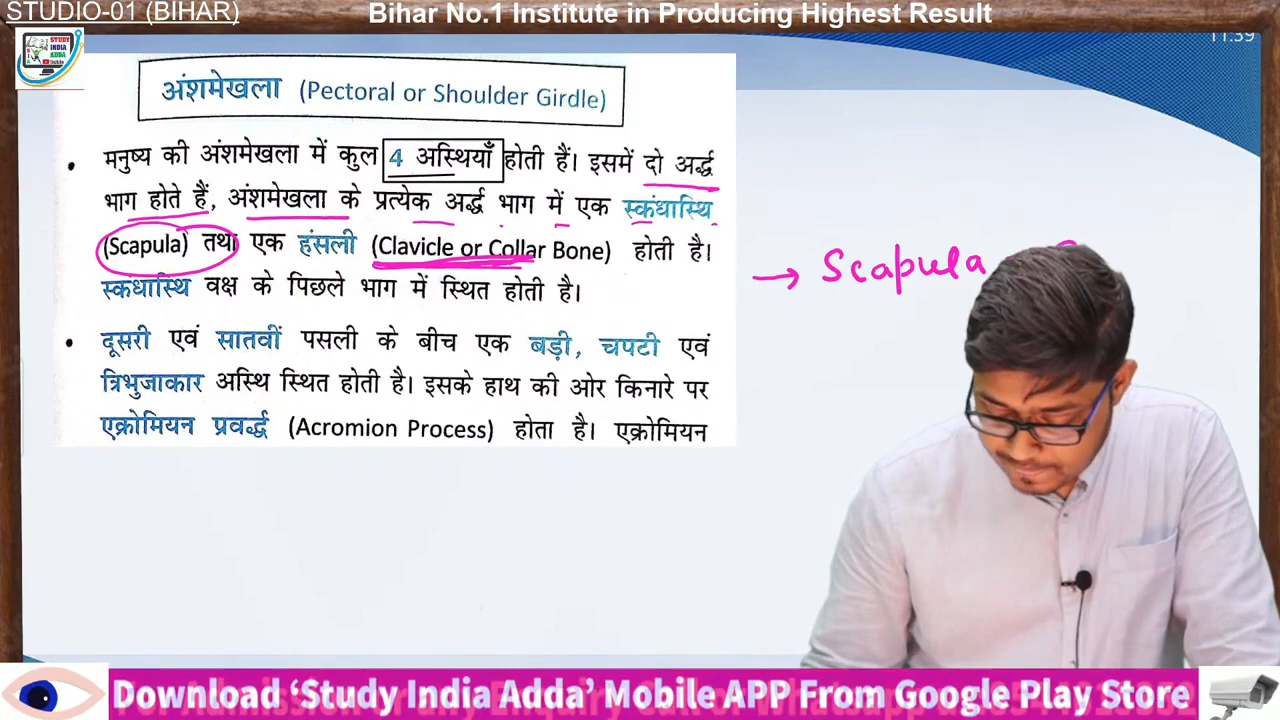 STUDIO-01 (BIHAR)
Bihar No.1 Institute in Producing Highest Result
11:39
STUDY
INDIA
ADDA
अंशमेखला (Pectoral or Shoulder Girdle)
• मनुष्य की अंशमेखला में कुल 4 अस्थियाँ होती हैं। इसमें दो अर्द्ध
भाग होते हैं, अंशमेखला के प्रत्येक अर्द्ध भाग में एक स्कंधास्थि
(Scapula) तथा एक हंसली (Clavicle or Collar Bone) होती है।
स्कंधास्थि वक्ष के पिछले भाग में स्थित होती है।
→ Scapula
• दूसरी एवं सातवीं पसली के बीच एक बड़ी, चपटी एवं
त्रिभुजाकार अस्थि स्थित होती है। इसके हाथ की ओर किनारे पर
एक्रोमियन प्रवर्द्ध (Acromion Process) होता है। एक्रोमियन
Download ‘Study India Adda’ Mobile APP From Google Play Store